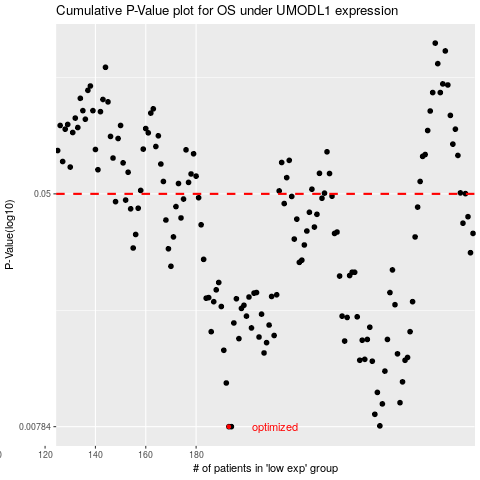 Cumulative P-Value plot for OS under UMODL1 expression
P-Value(log10)
0.05
0.00784
optimized
0 120 140 160 180
# of patients in 'low exp' group